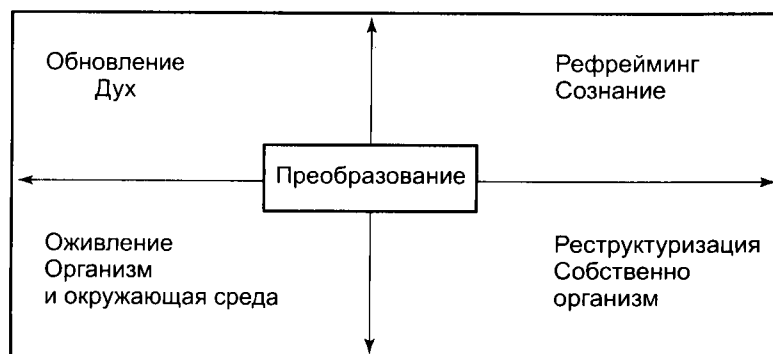 Обновление
Дух
Рефрейминг
Сознание
Преобразование
Оживление
Организм
и окружающая среда
Реструктуризация
Собственно
организм